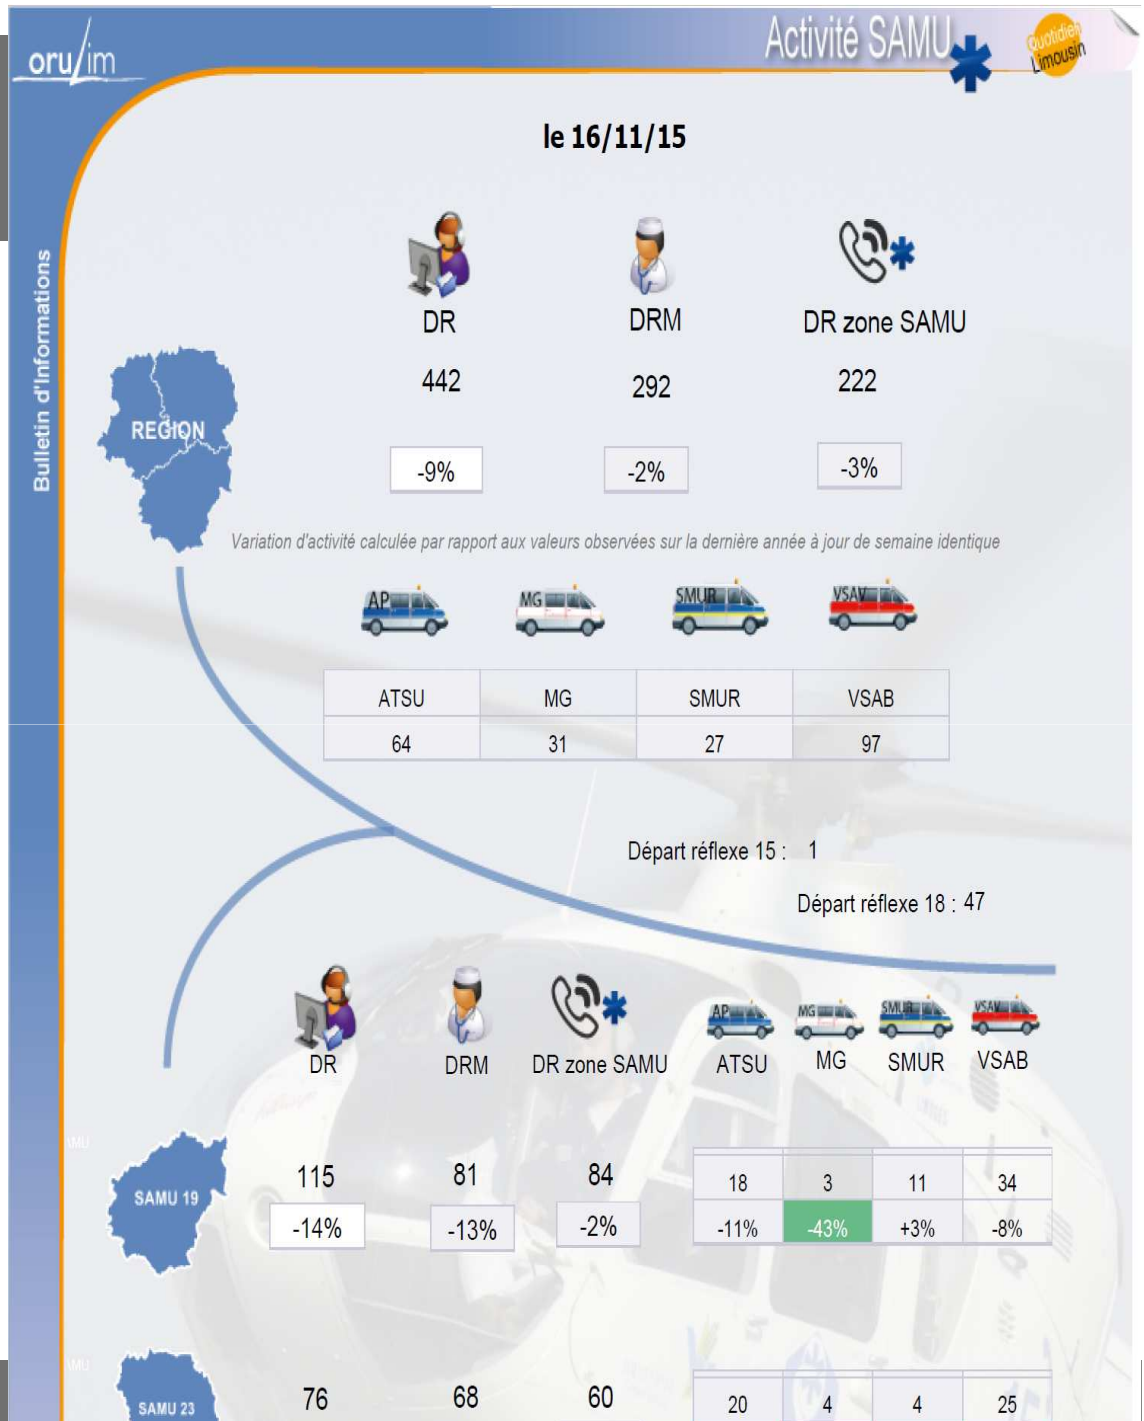 oru/im
Activité SAMU
Quotidien
Limousin
Bulletin d'Informations
le 16/11/15
DR DRM DR zone SAMU
442 292 222
REGION
-9% -2% -3%
Variation d'activité calculée par rapport aux valeurs observées sur la dernière année à jour de semaine identique
AP MG SMUR VSAV
ATSU MG SMUR VSAB
64 31 27 97
Départ réflexe 15 : 1
Départ réflexe 18 : 47
AP MG SMUR VSAV
DR DRM DR zone SAMU ATSU MG SMUR VSAB
SAMU 19
115 81 84 18 3 11 34
-14% -13% -2% -11% -43% +3% -8%
SAMU 23
76 68 60 20 4 4 25